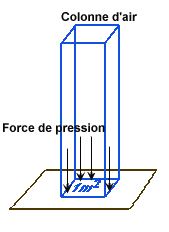 Colonne d'air
Force de pression
1m²